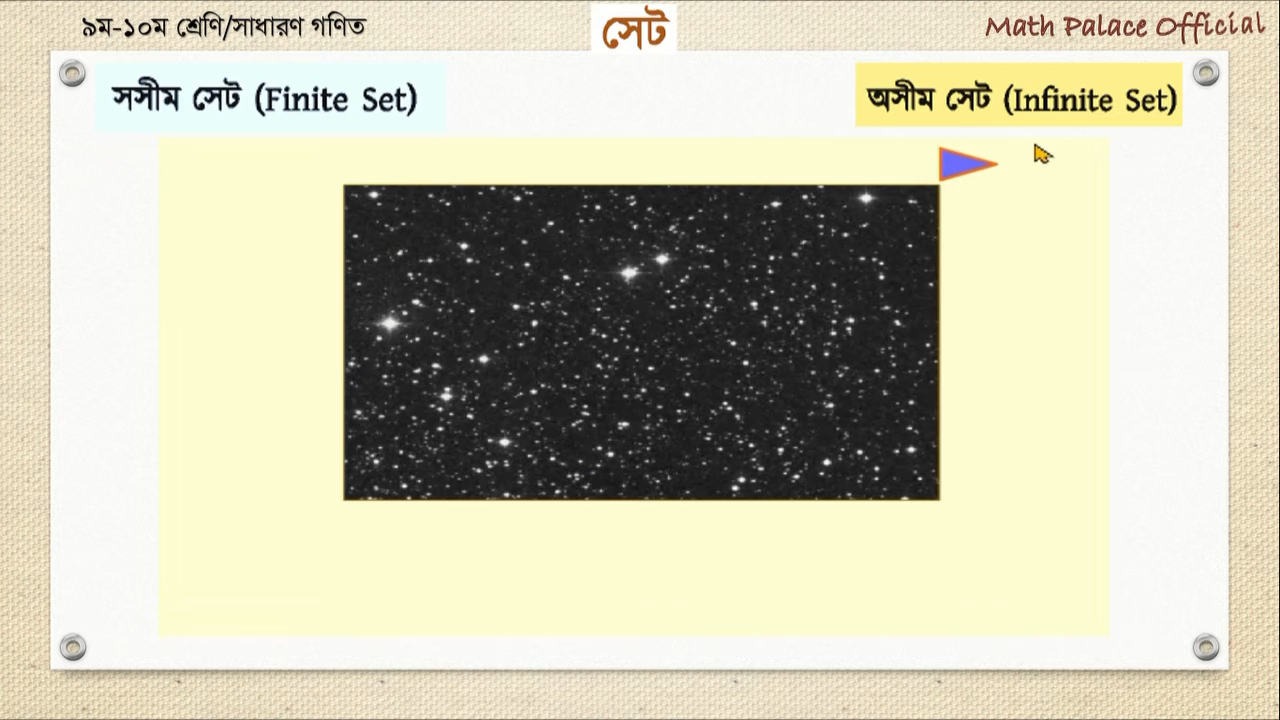 ৯ম-১০ম শ্রেণি/সাধারণ গণিত
সেট
Math Palace Official
সসীম সেট (Finite Set)
অসীম সেট (Infinite Set)